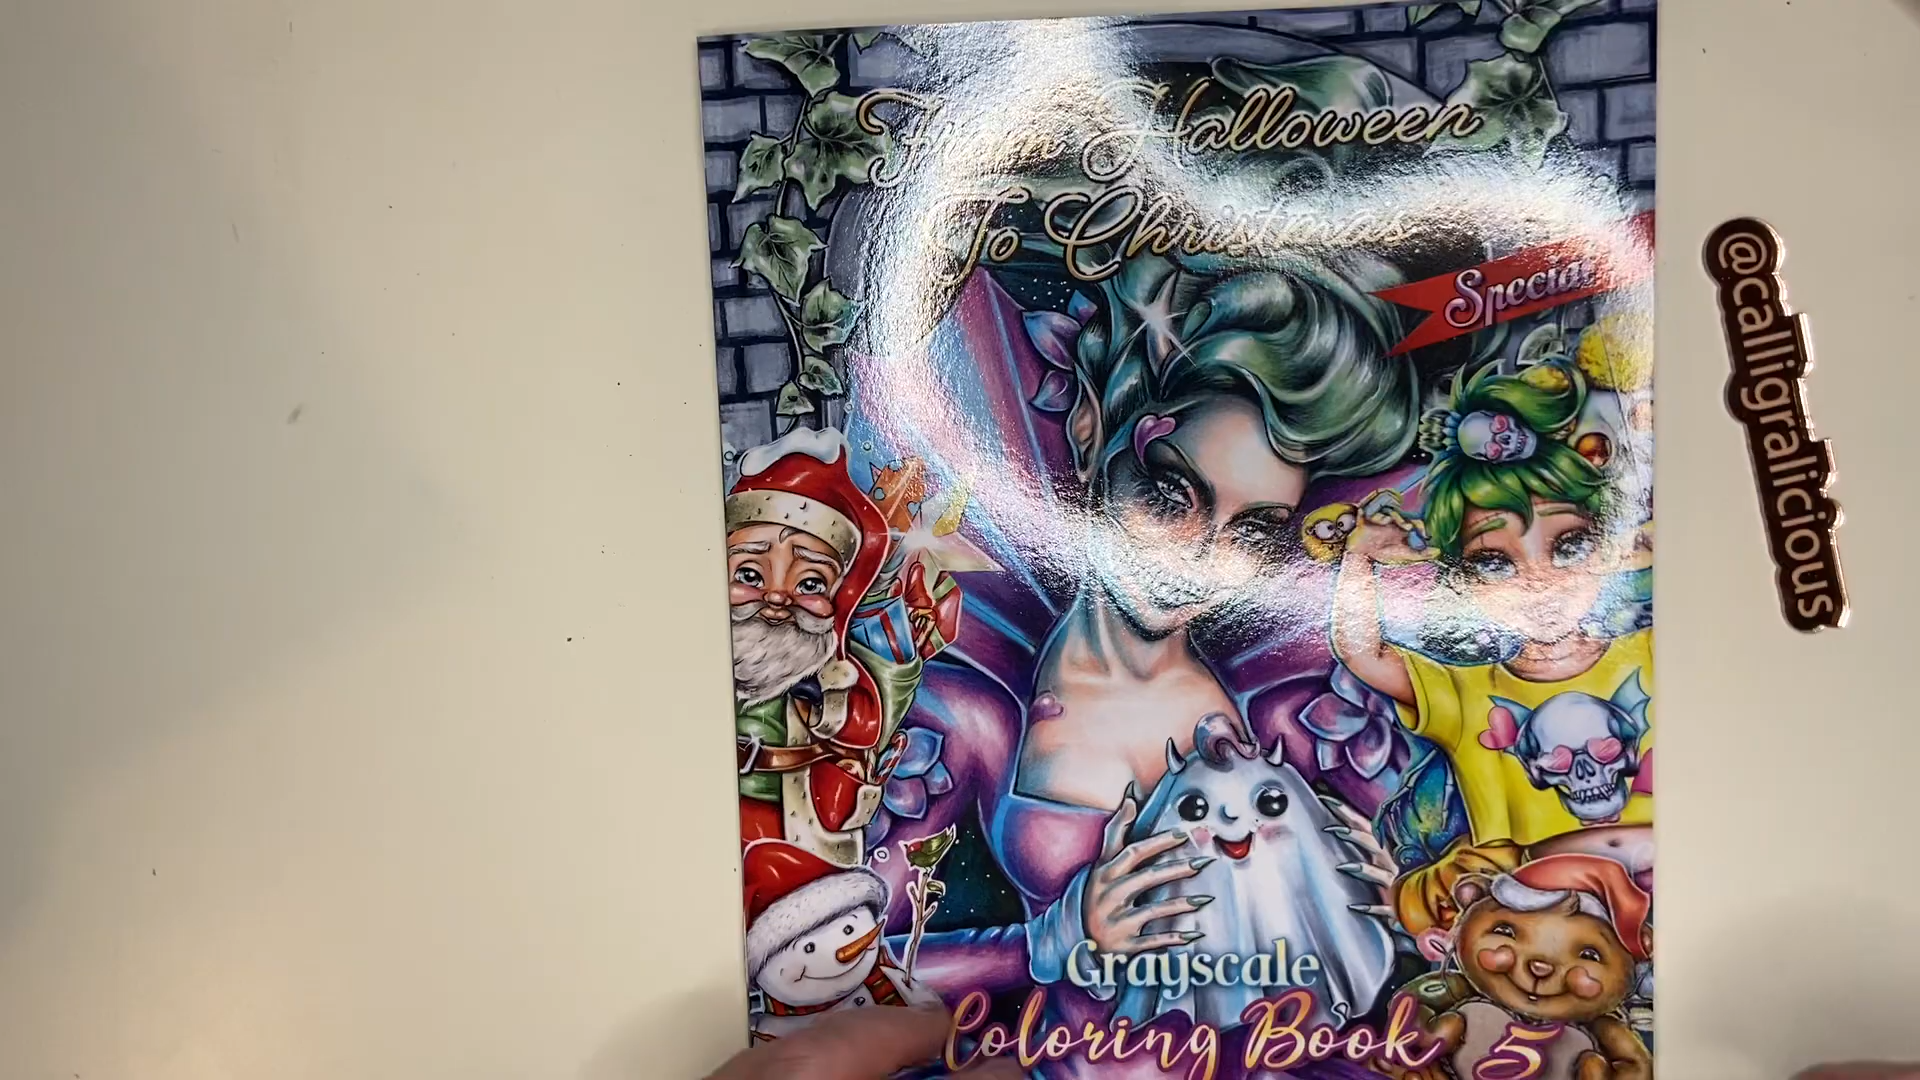 From Halloween
To Christmas
Special
Grayscale
Coloring Book 5
@calligralicious